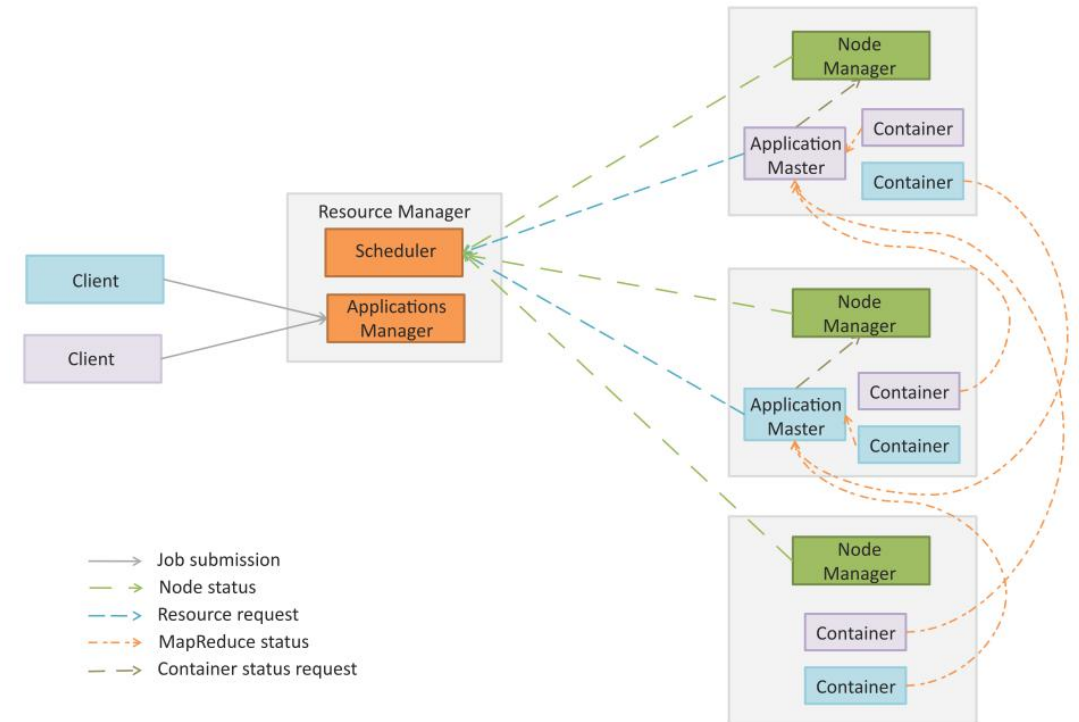 Client
Client
Resource Manager
Scheduler
Applications
Manager
Node
Manager
Application
Master
Container
Container
Node
Manager
Application
Master
Container
Container
Node
Manager
Container
Container
Job submission
Node status
Resource request
MapReduce status
Container status request